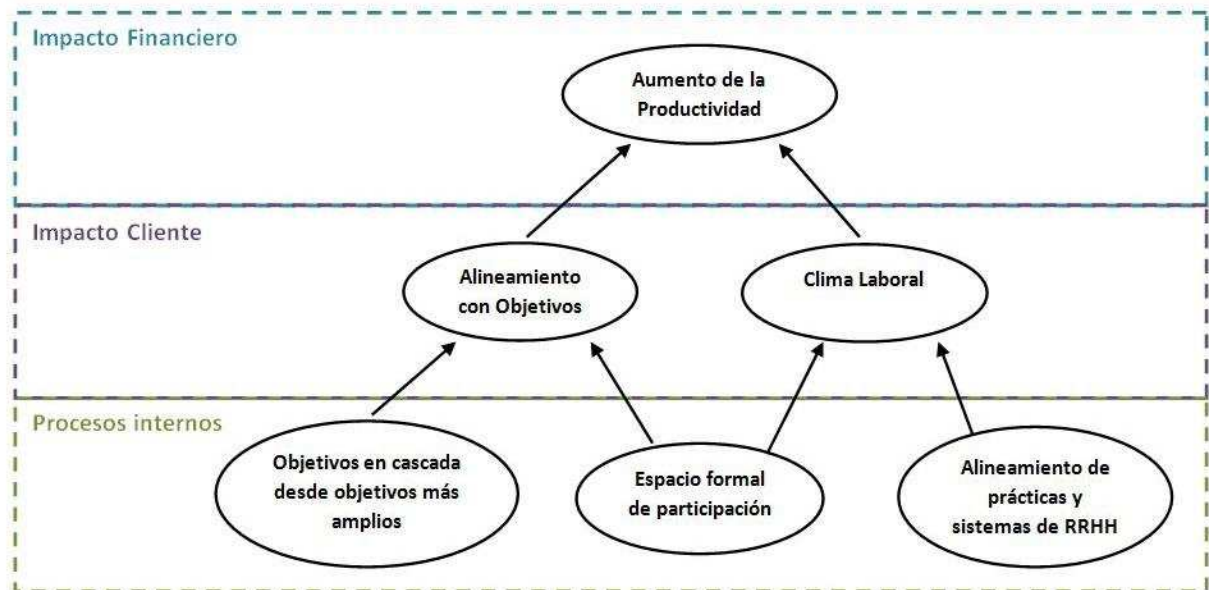 Impacto Financiero
Aumento de la
Productividad
Impacto Cliente
Alineamiento
con Objetivos
Clima Laboral
Procesos internos
Objetivos en cascada
desde objetivos más
amplios
Espacio formal
de participación
Alineamiento de
prácticas y
sistemas de RRHH